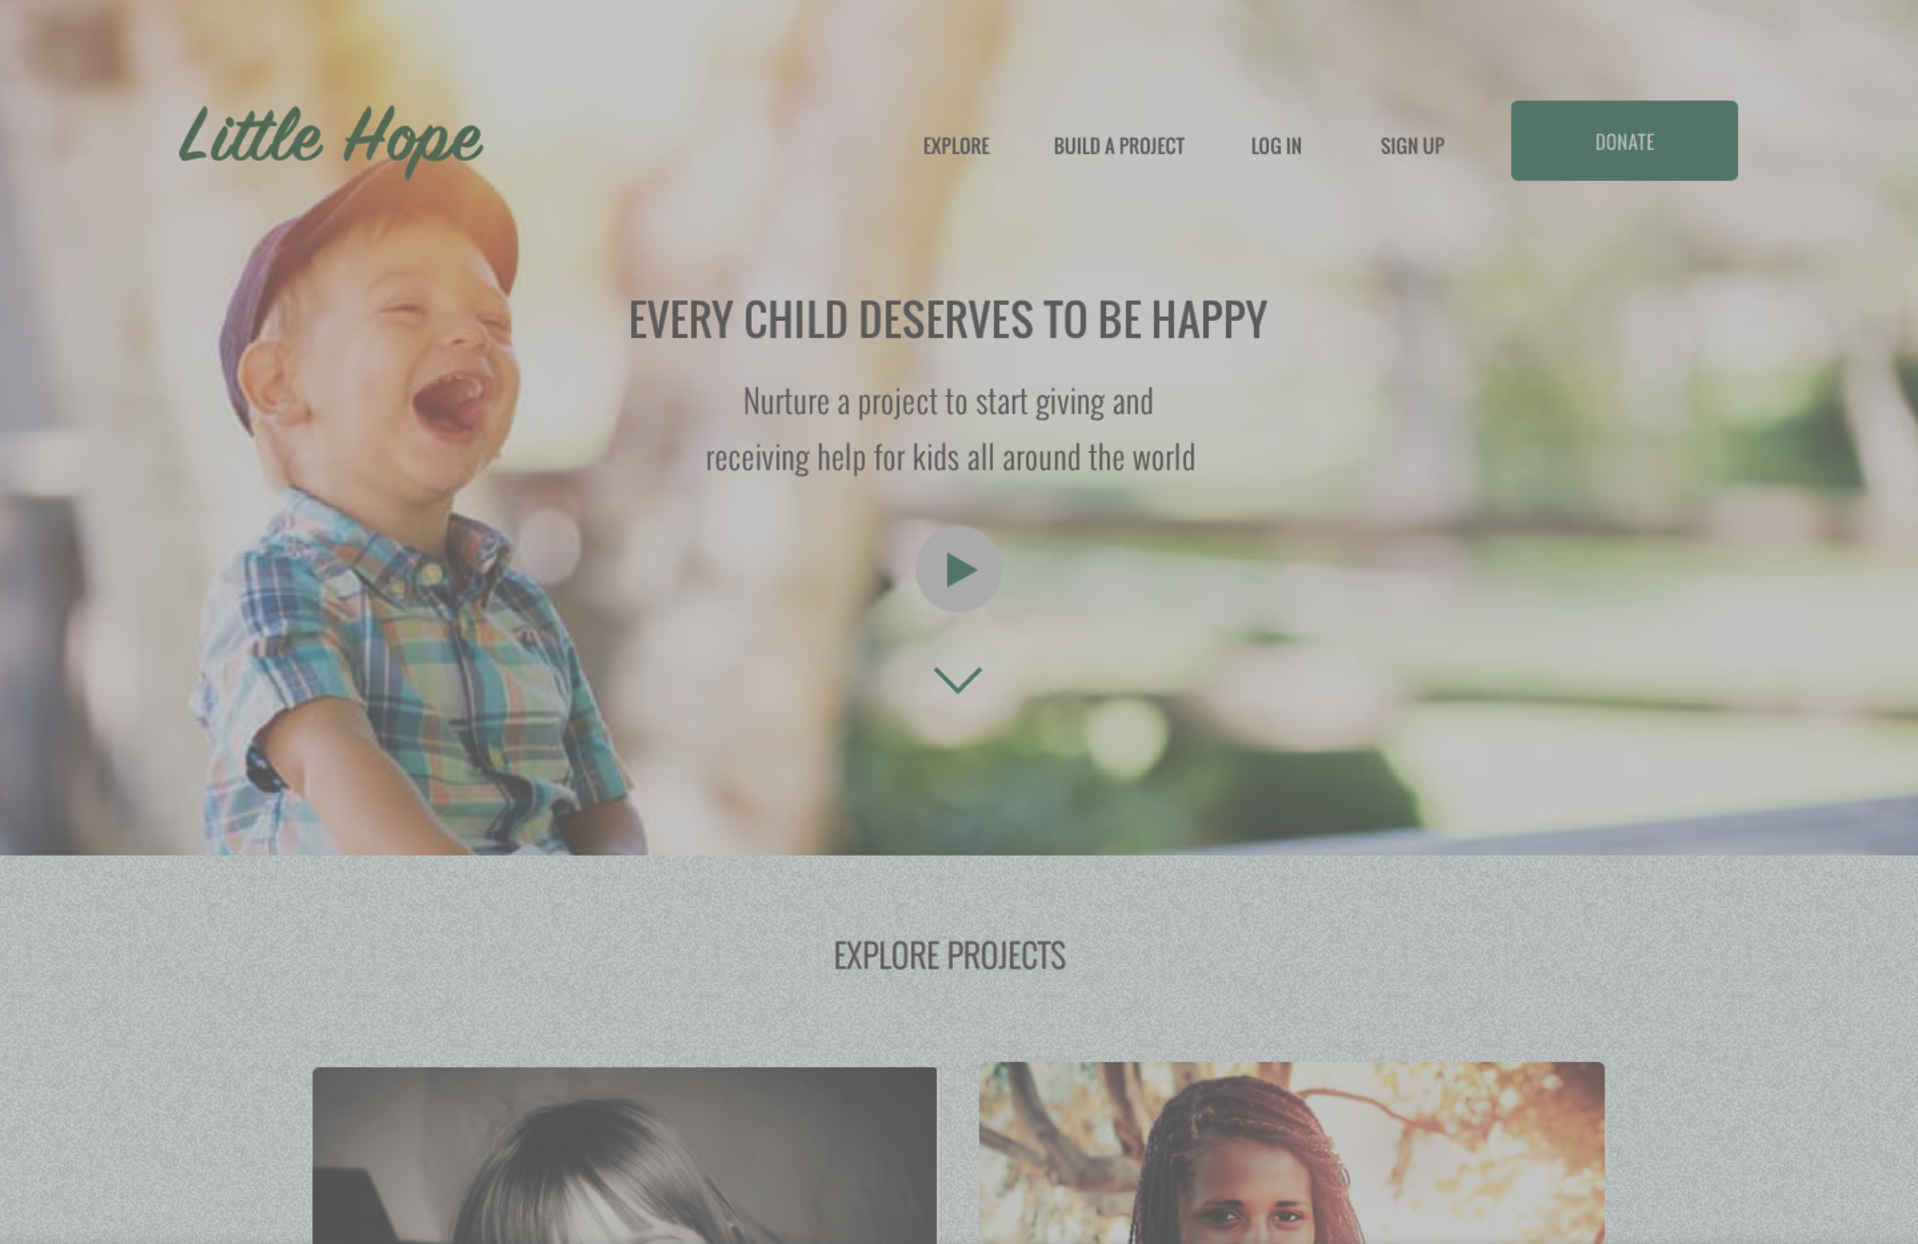 Little Hope
EXPLORE
BUILD A PROJECT
LOG IN
SIGN UP
DONATE
EVERY CHILD DESERVES TO BE HAPPY
Nurture a project to start giving and
receiving help for kids all around the world
EXPLORE PROJECTS